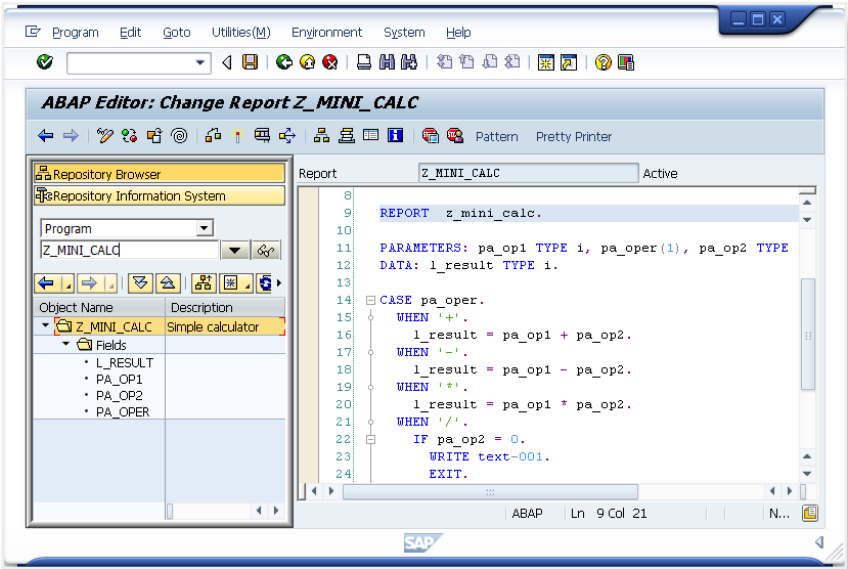 Program Edit Goto Utilities(M) Environment System Help
ABAP Editor: Change Report Z_MINI_CALC
Pattern Pretty Printer
Repository Browser
Repository Information System
Program
Z_MINI_CALC
Object Name Description
Z_MINI_CALC Simple calculator
Fields
L_RESULT
PA_OP1
PA_OP2
PA_OPER
Report Z_MINI_CALC Active
8
9 REPORT z_mini_calc.
10
11 PARAMETERS: pa_op1 TYPE i, pa_oper(1), pa_op2 TYPE
12 DATA: l_result TYPE i.
13
14 CASE pa_oper.
15 WHEN '+'.
16 l_result = pa_op1 + pa_op2.
17 WHEN '-'.
18 l_result = pa_op1 - pa_op2.
19 WHEN '*'.
20 l_result = pa_op1 * pa_op2.
21 WHEN '/'.
22 IF pa_op2 = 0.
23 WRITE text-001.
24 EXIT.
ABAP Ln 9 Col 21 N...
SAP